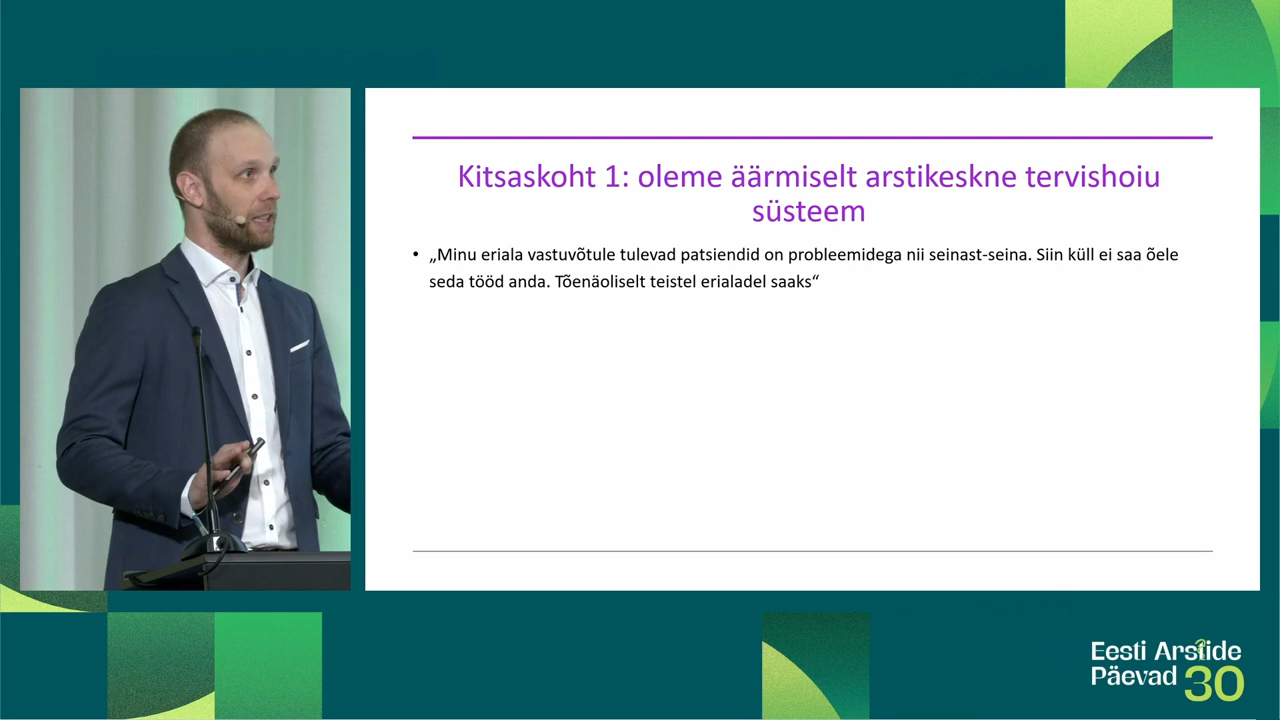 Kitsaskoht 1: oleme äärmiselt arstikeskne tervishoiu
süsteem
• „Minu eriala vastuvõtule tulevad patsiendid on probleemidega nii seinast-seina. Siin küll ei saa õele
seda tööd anda. Tõenäoliselt teistel erialadel saaks“
Eesti Arstide
Päevad 30